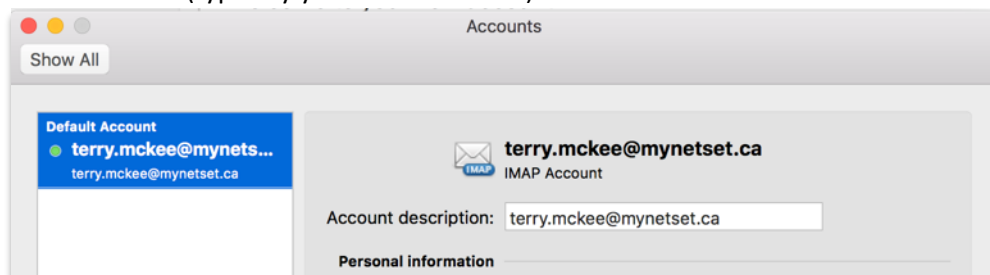 Accounts
Show All
Default Account
terry.mckee@mynets...
terry.mckee@mynetset.ca
terry.mckee@mynetset.ca
IMAP
IMAP Account
Account description: terry.mckee@mynetset.ca
Personal information